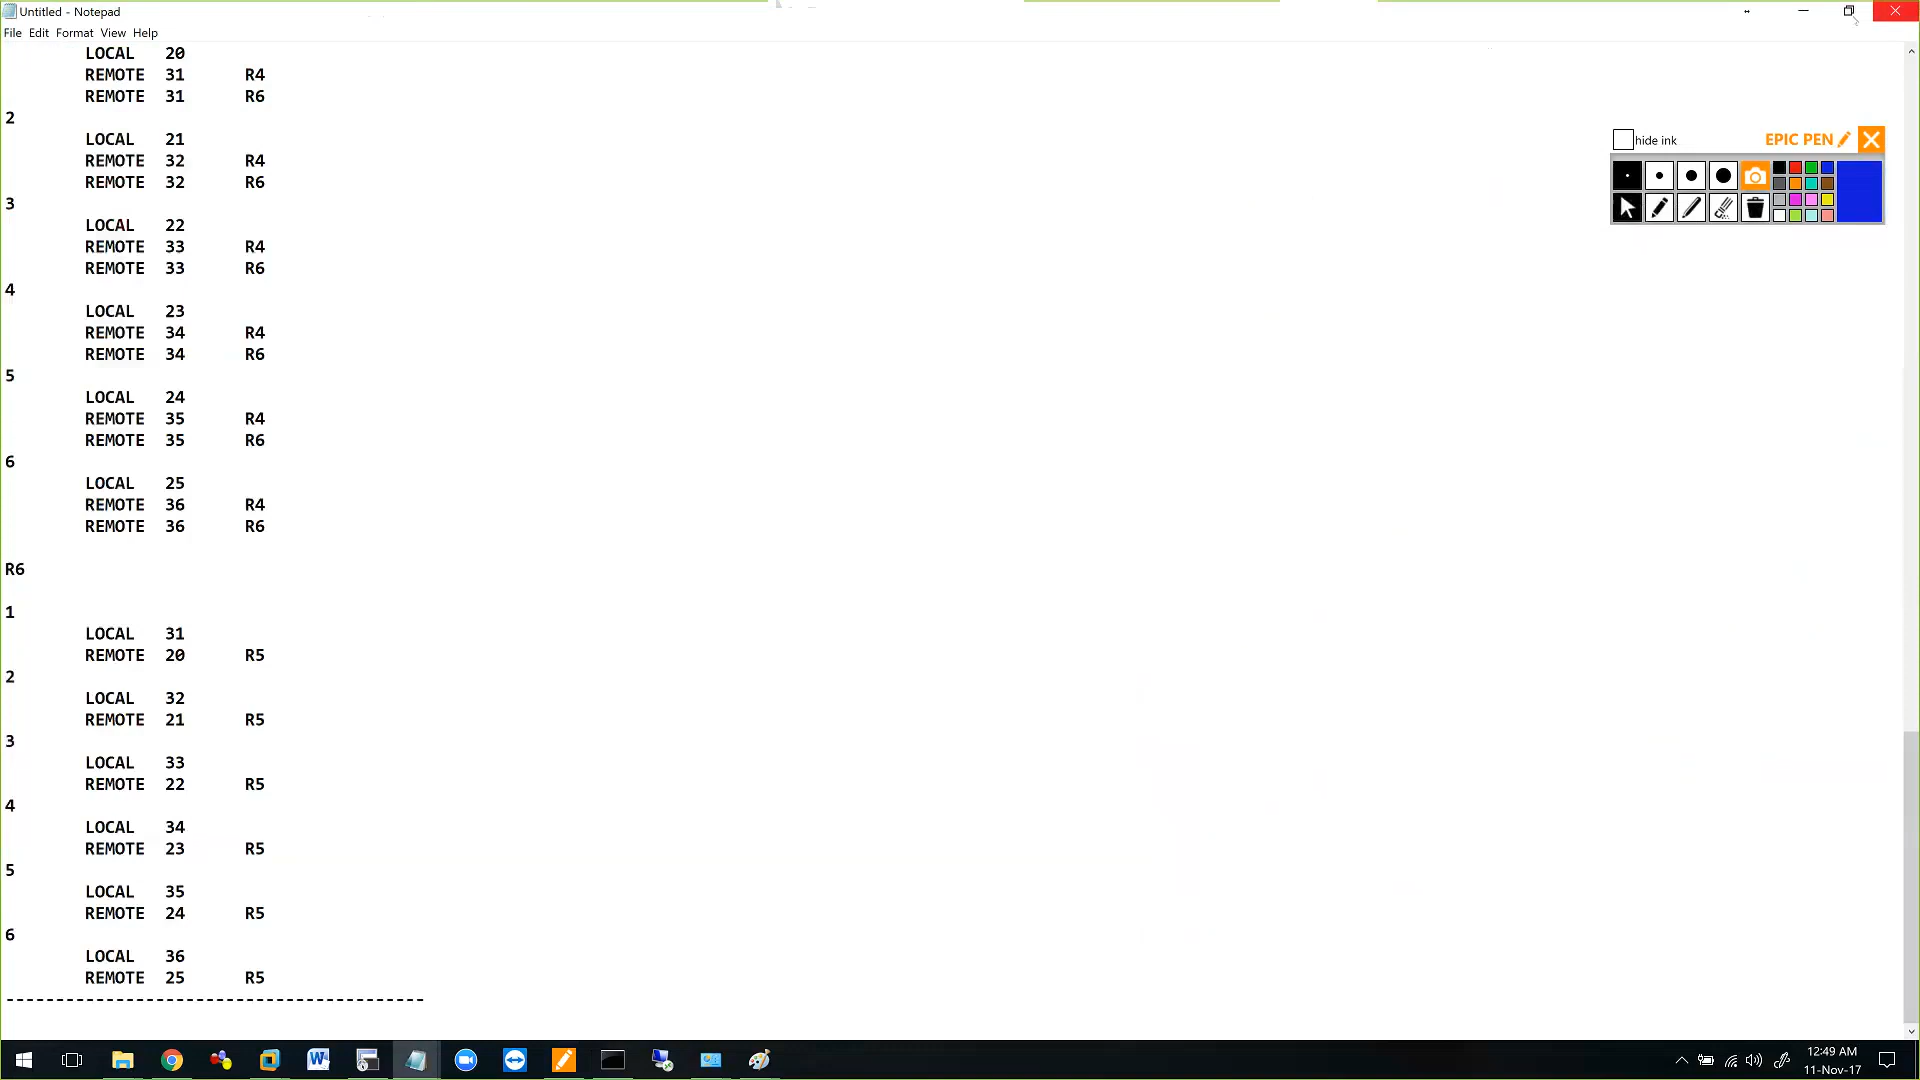 Untitled - Notepad
File Edit Format View Help
LOCAL 20
REMOTE 31 R4
REMOTE 31 R6
2
LOCAL 21
REMOTE 32 R4
REMOTE 32 R6
3
LOCAL 22
REMOTE 33 R4
REMOTE 33 R6
4
LOCAL 23
REMOTE 34 R4
REMOTE 34 R6
5
LOCAL 24
REMOTE 35 R4
REMOTE 35 R6
6
LOCAL 25
REMOTE 36 R4
REMOTE 36 R6
R6
1
LOCAL 31
REMOTE 20 R5
2
LOCAL 32
REMOTE 21 R5
3
LOCAL 33
REMOTE 22 R5
4
LOCAL 34
REMOTE 23 R5
5
LOCAL 35
REMOTE 24 R5
6
LOCAL 36
REMOTE 25 R5
------------------------------------------
hide ink EPIC PEN
12:49 AM
11-Nov-17